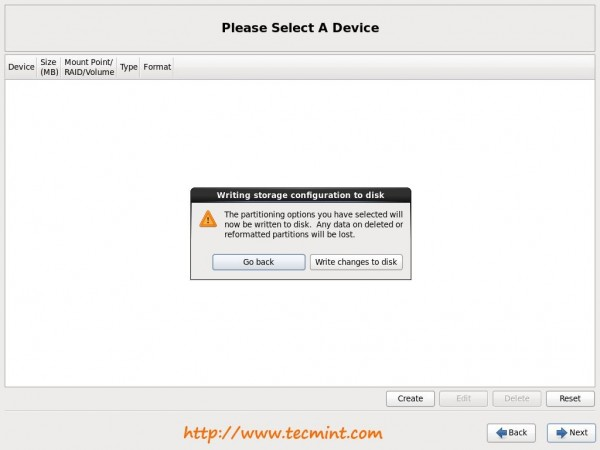 Please Select A Device
Device
Size
(MB)
Mount Point/
RAID/Volume
Type
Format
Writing storage configuration to disk
The partitioning options you have selected will
now be written to disk. Any data on deleted or
reformatted partitions will be lost.
Go back
Write changes to disk
Create
Edit
Delete
Reset
http://www.tecmint.com
Back
Next